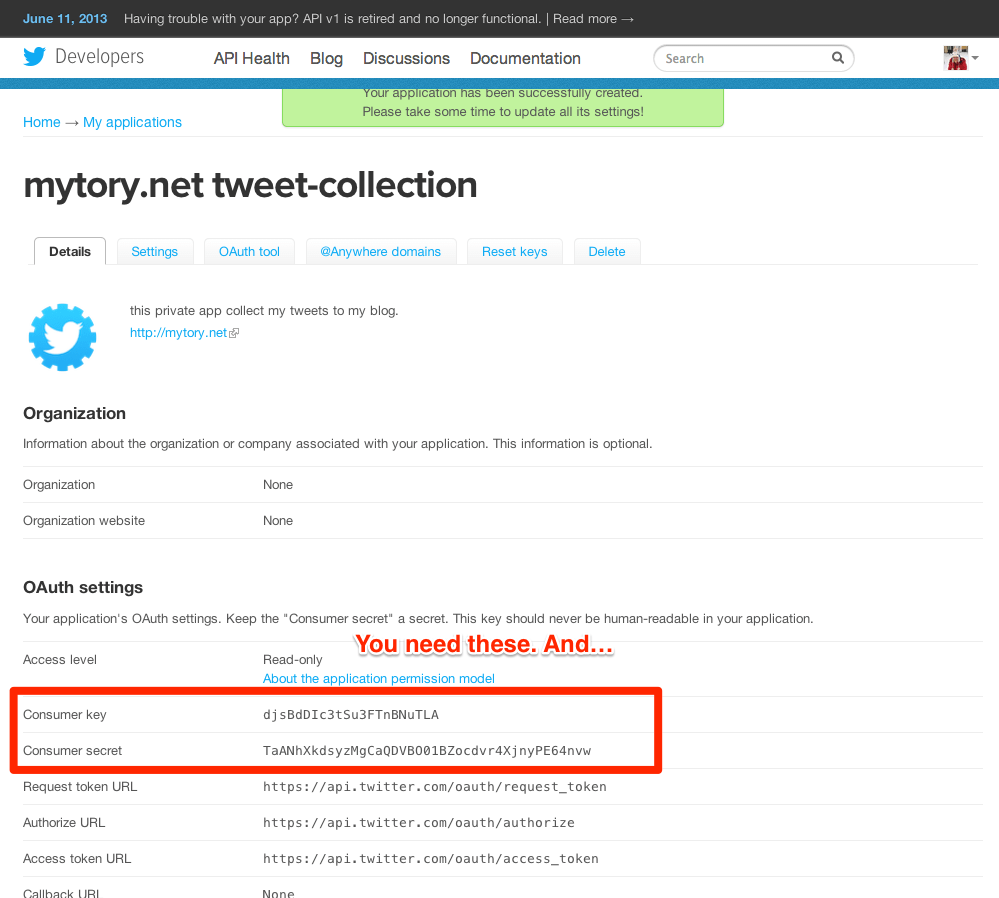 June 11, 2013 Having trouble with your app? API v1 is retired and no longer functional. | Read more →
Developers API Health Blog Discussions Documentation Search
Your application has been successfully created.
Please take some time to update all its settings!
Home → My applications
mytory.net tweet-collection
Details Settings OAuth tool @Anywhere domains Reset keys Delete
this private app collect my tweets to my blog.
http://mytory.net
Organization
Information about the organization or company associated with your application. This information is optional.
Organization None
Organization website None
OAuth settings
Your application's OAuth settings. Keep the "Consumer secret" a secret. This key should never be human-readable in your application.
You need these. And...
Access level Read-only
About the application permission model
Consumer key djsBdDIc3tSu3FTnBNuTLA
Consumer secret TaANhXkdsyzMgCaQDVBO01BZocdvr4XjnyPE64nvw
Request token URL https://api.twitter.com/oauth/request_token
Authorize URL https://api.twitter.com/oauth/authorize
Access token URL https://api.twitter.com/oauth/access_token
Callback URL None